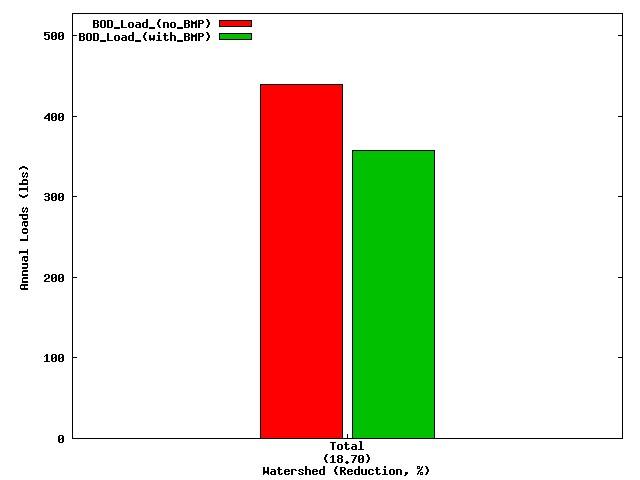 BOD_Load_(no_BMP)
BOD_Load_(with_BMP)
500
400
300
200
100
0
Annual Loads (lbs)
Total
(18.70)
Watershed (Reduction, %)